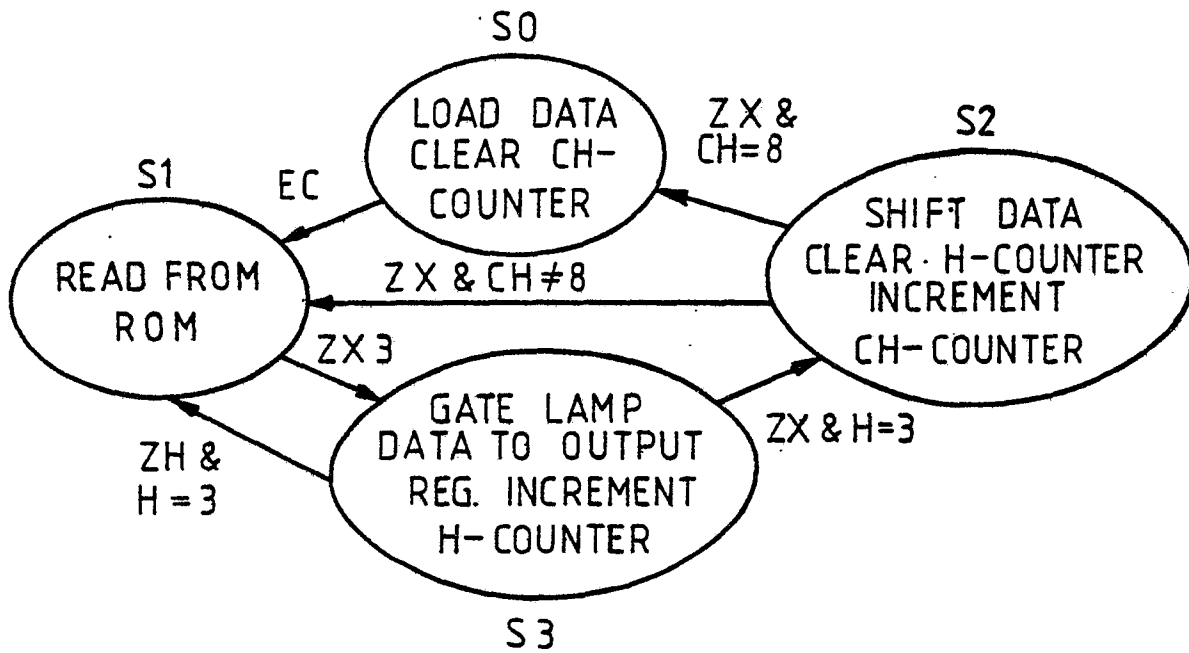 S0
LOAD DATA
CLEAR CH-
COUNTER
ZX &
CH=8
S2
SHIFT DATA
CLEAR· H-COUNTER
INCREMENT
CH-COUNTER
S1
EC
READ FROM
ROM
ZX & CH≠8
ZX3
GATE LAMP
DATA TO OUTPUT
REG. INCREMENT
H-COUNTER
ZX & H=3
ZH &
H=3
S3